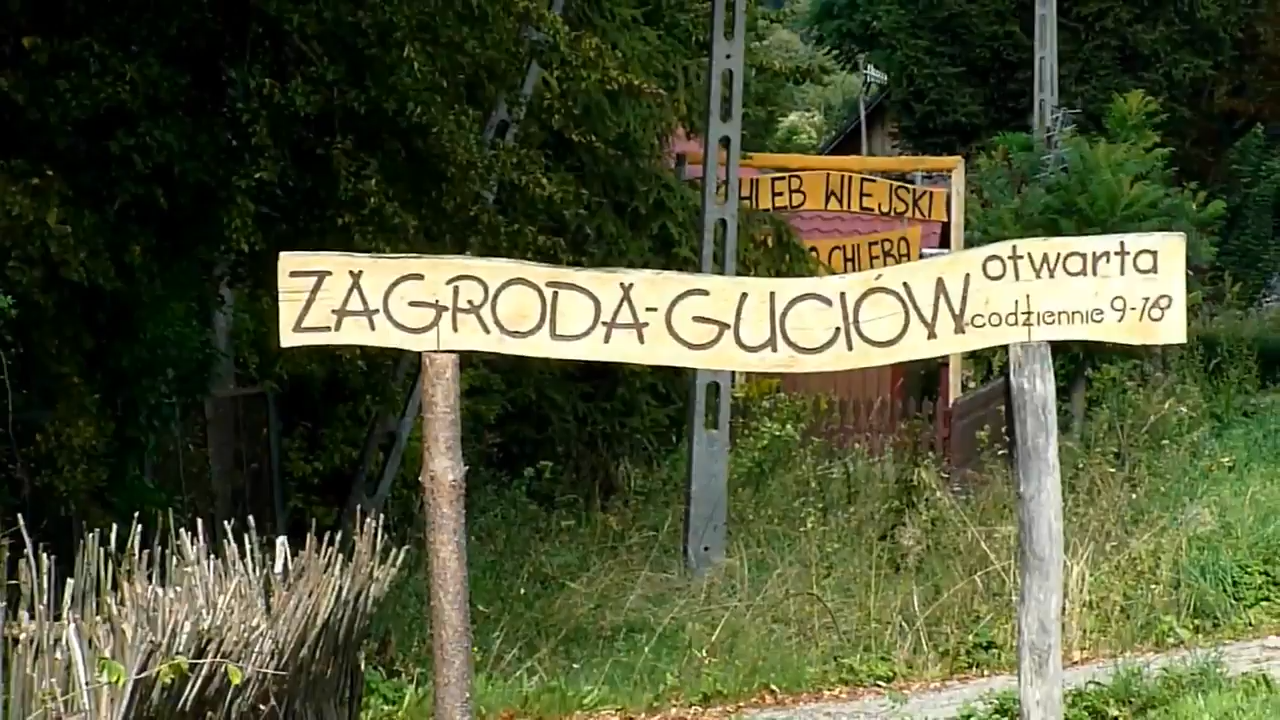 CHLEB WIEJSKI
CHLEBA
ZAGRODA-GUCIÓW
otwarta
codziennie 9-18